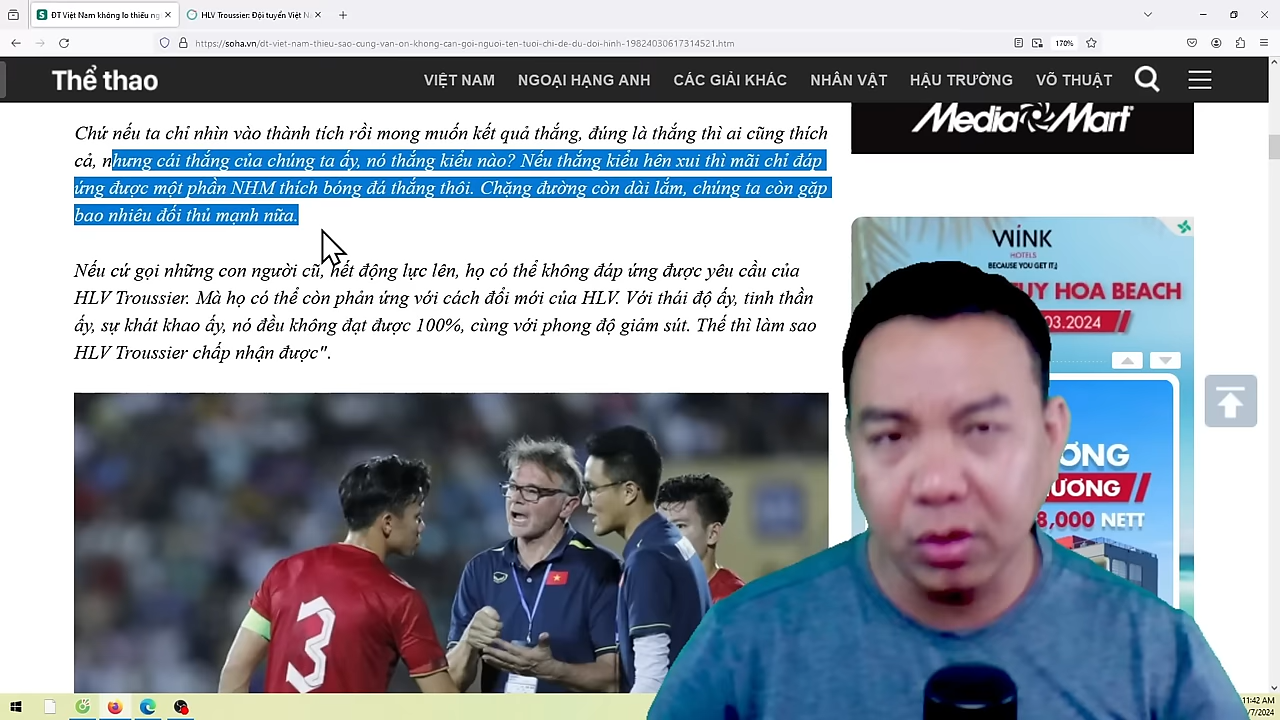 ĐT Việt Nam không lo thiếu ng
HLV Troussier: Đội tuyển Việt N
https://soha.vn/dt-viet-nam-thieu-sao-cung-van-on-khong-can-goi-nguoi-ten-tuoi-chi-de-du-doi-hinh-19824030617314521.htm
170%
Thể thao
VIỆT NAM
NGOẠI HẠNG ANH
CÁC GIẢI KHÁC
NHÂN VẬT
HẬU TRƯỜNG
VÕ THUẬT
Chứ nếu ta chỉ nhìn vào thành tích rồi mong muốn kết quả thắng, đúng là thắng thì ai cũng thích
cả, nhưng cái thắng của chúng ta ấy, nó thắng kiểu nào? Nếu thắng kiểu hên xui thì mãi chỉ đáp
ứng được một phần NHM thích bóng đá thắng thôi. Chặng đường còn dài lắm, chúng ta còn gặp
bao nhiêu đối thủ mạnh nữa.
Nếu cứ gọi những con người cũ, hết động lực lên, họ có thể không đáp ứng được yêu cầu của
HLV Troussier. Mà họ có thể còn phản ứng với cách đổi mới của HLV. Với thái độ ấy, tinh thần
ấy, sự khát khao ấy, nó đều không đạt được 100%, cùng với phong độ giảm sút. Thế thì làm sao
HLV Troussier chấp nhận được".
3
MediaMart
WINK
HOTELS
BECAUSE YOU GET IT!
TUY HOA BEACH
03.2024
ƯƠNG
8,000 NETT
11:42 AM
/7/2024